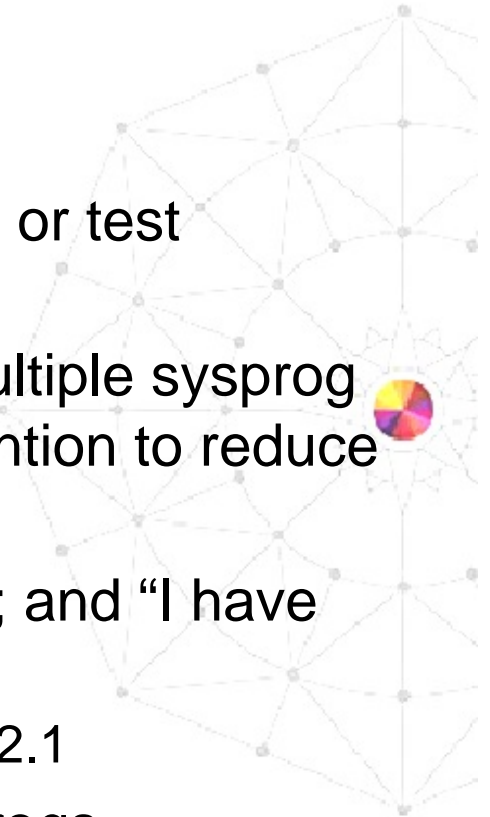 or test
ultiple sysprog
ntion to reduce
; and “I have
2.1